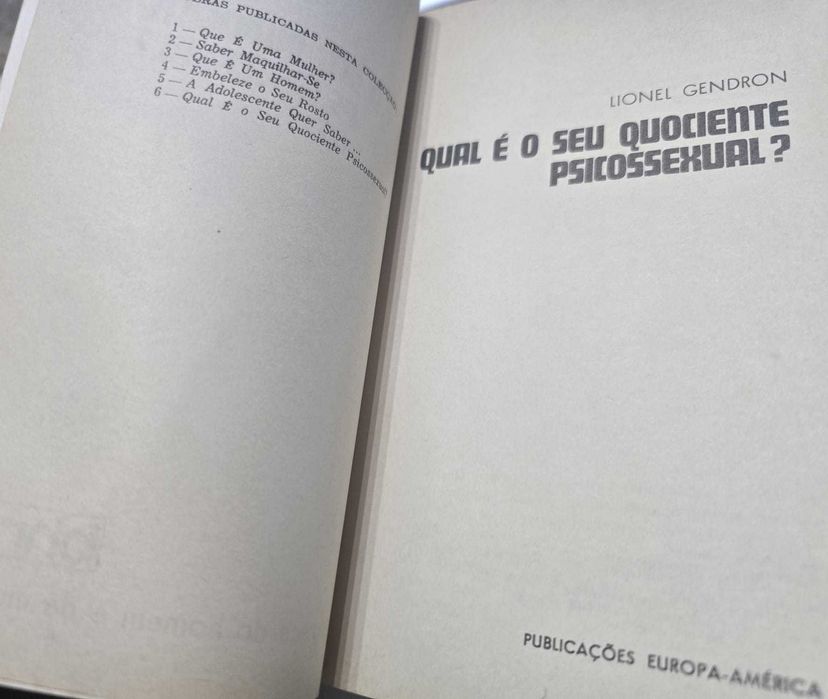 OBRAS PUBLICADAS NESTA COLECÇÃO:
1 — Que É Uma Mulher?
2 — Saber Maquilhar-Se
3 — Que É Um Homem?
4 — Embeleze o Seu Rosto
5 — A Adolescente Quer Saber ...
6 — Qual É o Seu Quociente Psicossexual?
LIONEL GENDRON
QUAL É O SEU QUOCIENTE
PSICOSSEXUAL?
PUBLICAÇÕES EUROPA-AMÉRICA